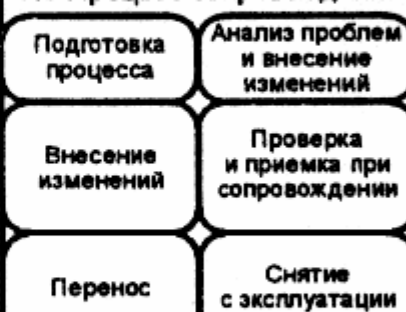 Подготовка
процесса
Анализ проблем
и внесение
изменений
Внесение
изменений
Проверка
и приемка при
сопровождении
Перенос
Снятие
с эксплуатации